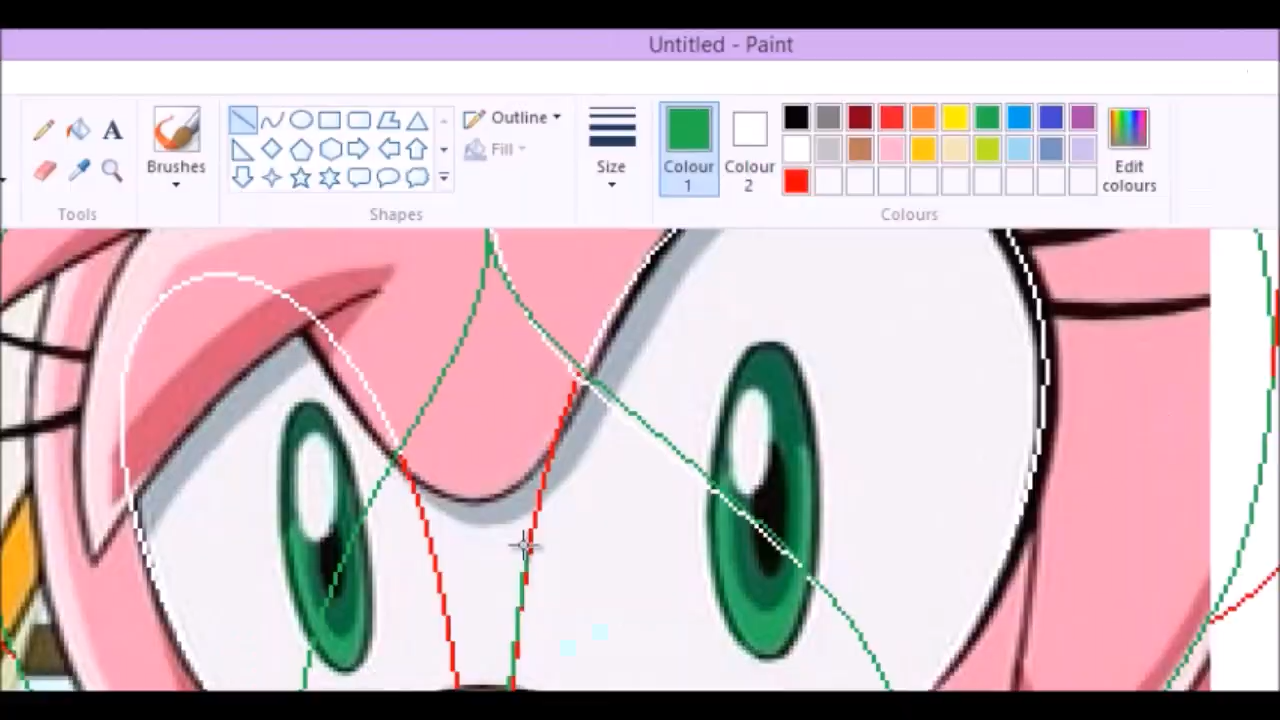 Untitled - Paint
A
Outline
Fill
Brushes
Size
Colour
1
Colour
2
Edit
colours
Tools
Shapes
Colours